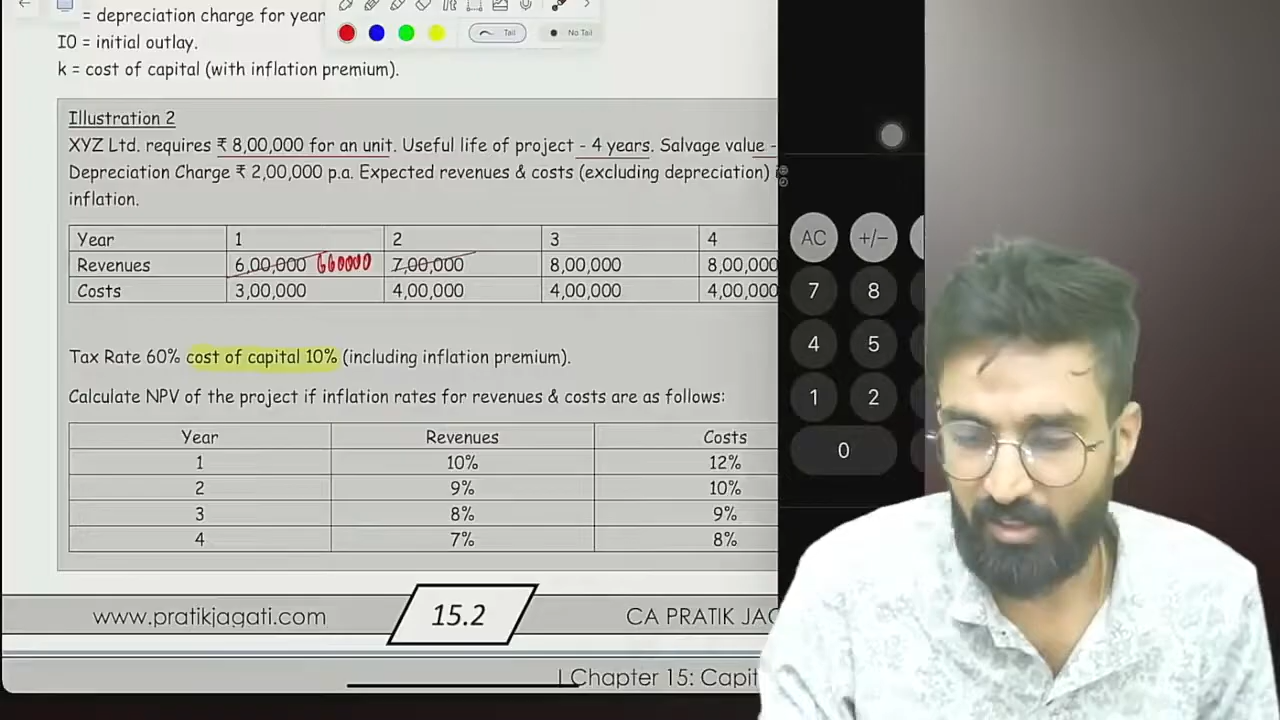 = depreciation charge for year
Tail
No Tail
I0 = initial outlay.
k = cost of capital (with inflation premium).
Illustration 2
XYZ Ltd. requires ₹ 8,00,000 for an unit. Useful life of project - 4 years. Salvage value -
Depreciation Charge ₹ 2,00,000 p.a. Expected revenues & costs (excluding depreciation)
inflation.
Year 1 2 3 4
Revenues 6,00,000 660000 7,00,000 8,00,000 8,00,000
Costs 3,00,000 4,00,000 4,00,000 4,00,000
Tax Rate 60% cost of capital 10% (including inflation premium).
Calculate NPV of the project if inflation rates for revenues & costs are as follows:
Year Revenues Costs
1 10% 12%
2 9% 10%
3 8% 9%
4 7% 8%
www.pratikjagati.com 15.2 CA PRATIK JAG
| Chapter 15: Capit
AC +/-
7 8
4 5
1 2
0